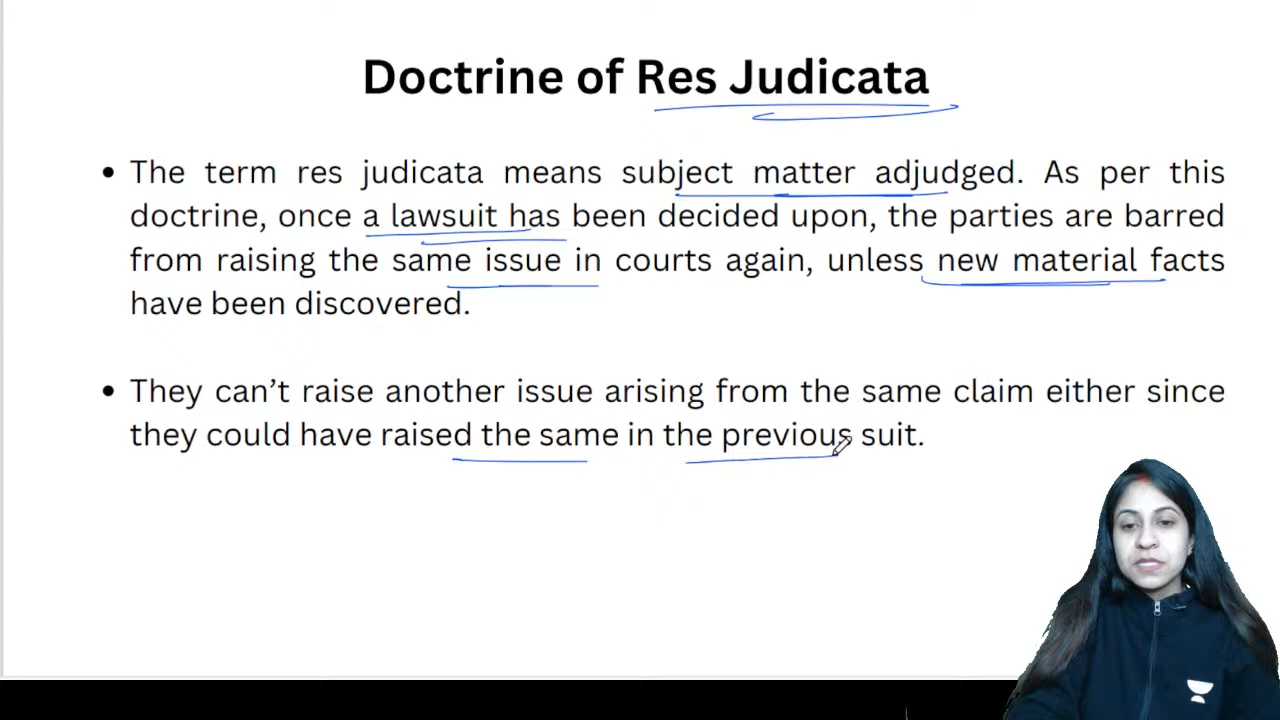 Doctrine of Res Judicata
• The term res judicata means subject matter adjudged. As per this
doctrine, once a lawsuit has been decided upon, the parties are barred
from raising the same issue in courts again, unless new material facts
have been discovered.
• They can’t raise another issue arising from the same claim either since
they could have raised the same in the previous suit.